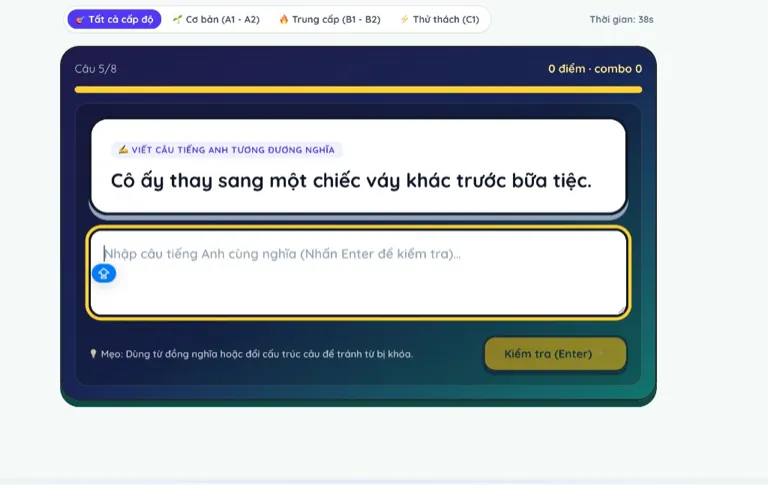 🎯 Tất cả cấp độ 🌱 Cơ bản (A1 - A2) 🔥 Trung cấp (B1 - B2) ⚡ Thử thách (C1) Thời gian: 38s
Câu 5/8 0 điểm · combo 0
✍️ VIẾT CÂU TIẾNG ANH TƯƠNG ĐƯƠNG NGHĨA
Cô ấy thay sang một chiếc váy khác trước bữa tiệc.
Nhập câu tiếng Anh cùng nghĩa (Nhấn Enter để kiểm tra)...
💡 Mẹo: Dùng từ đồng nghĩa hoặc đổi cấu trúc câu để tránh từ bị khóa. Kiểm tra (Enter)